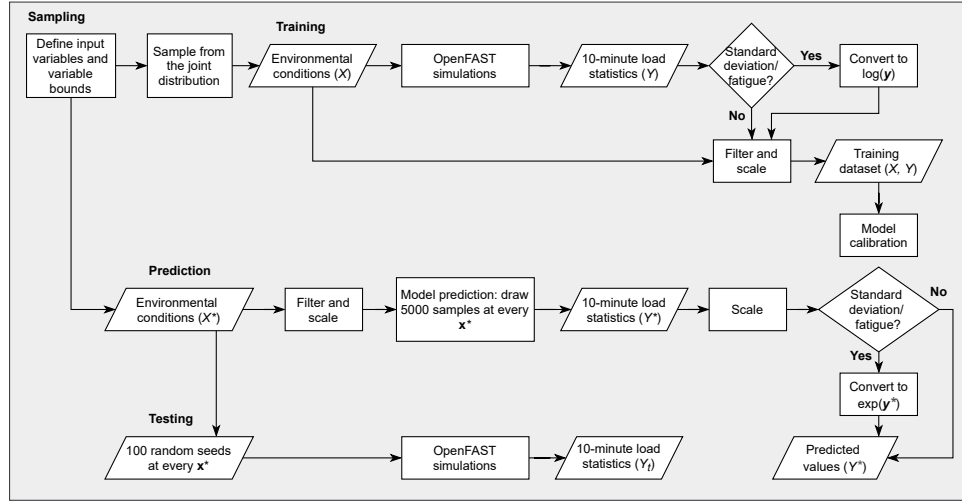 Sampling
Training
Define input
variables and
variable
bounds
Sample from
the joint
distribution
Environmental
conditions (X)
OpenFAST
simulations
10-minute load
statistics (Y)
Standard
deviation/
fatigue?
Yes
Convert to
log(y)
No
Filter and
scale
Training
dataset (X, Y)
Model
calibration
Prediction
Environmental
conditions (X*)
Filter and
scale
Model prediction: draw
5000 samples at every
x*
10-minute load
statistics (Y*)
Scale
Standard
deviation/
fatigue?
No
Yes
Convert to
exp(y*)
Predicted
values (Y*)
Testing
100 random seeds
at every x*
OpenFAST
simulations
10-minute load
statistics (Yt)